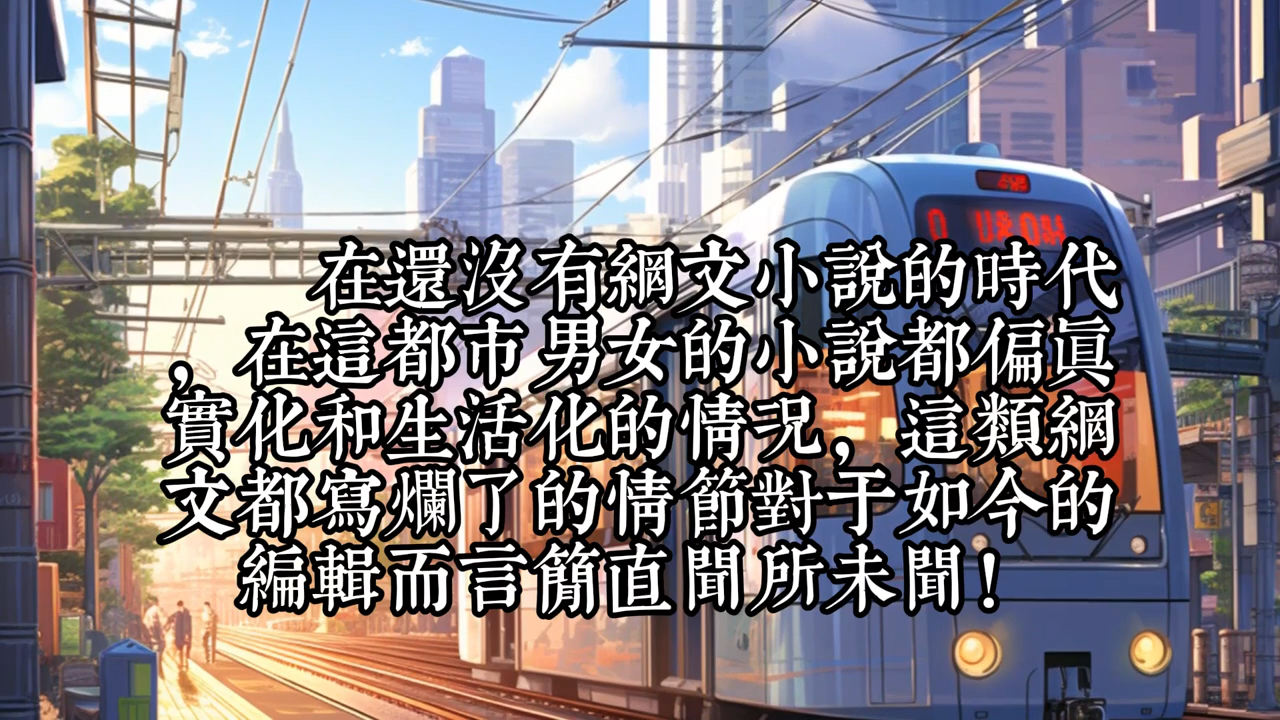 在還沒有網文小說的時代
，在這都市男女的小說都偏眞
實化和生活化的情況，這類網
文都寫爛了的情節對于如今的
編輯而言簡直聞所未聞！